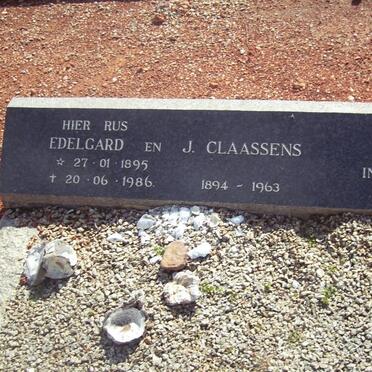 HIER RUS
EDELGARD EN J. CLAASSENS
☆ 27·01·1895
✝ 20·06·1986 1894 - 1963
IN